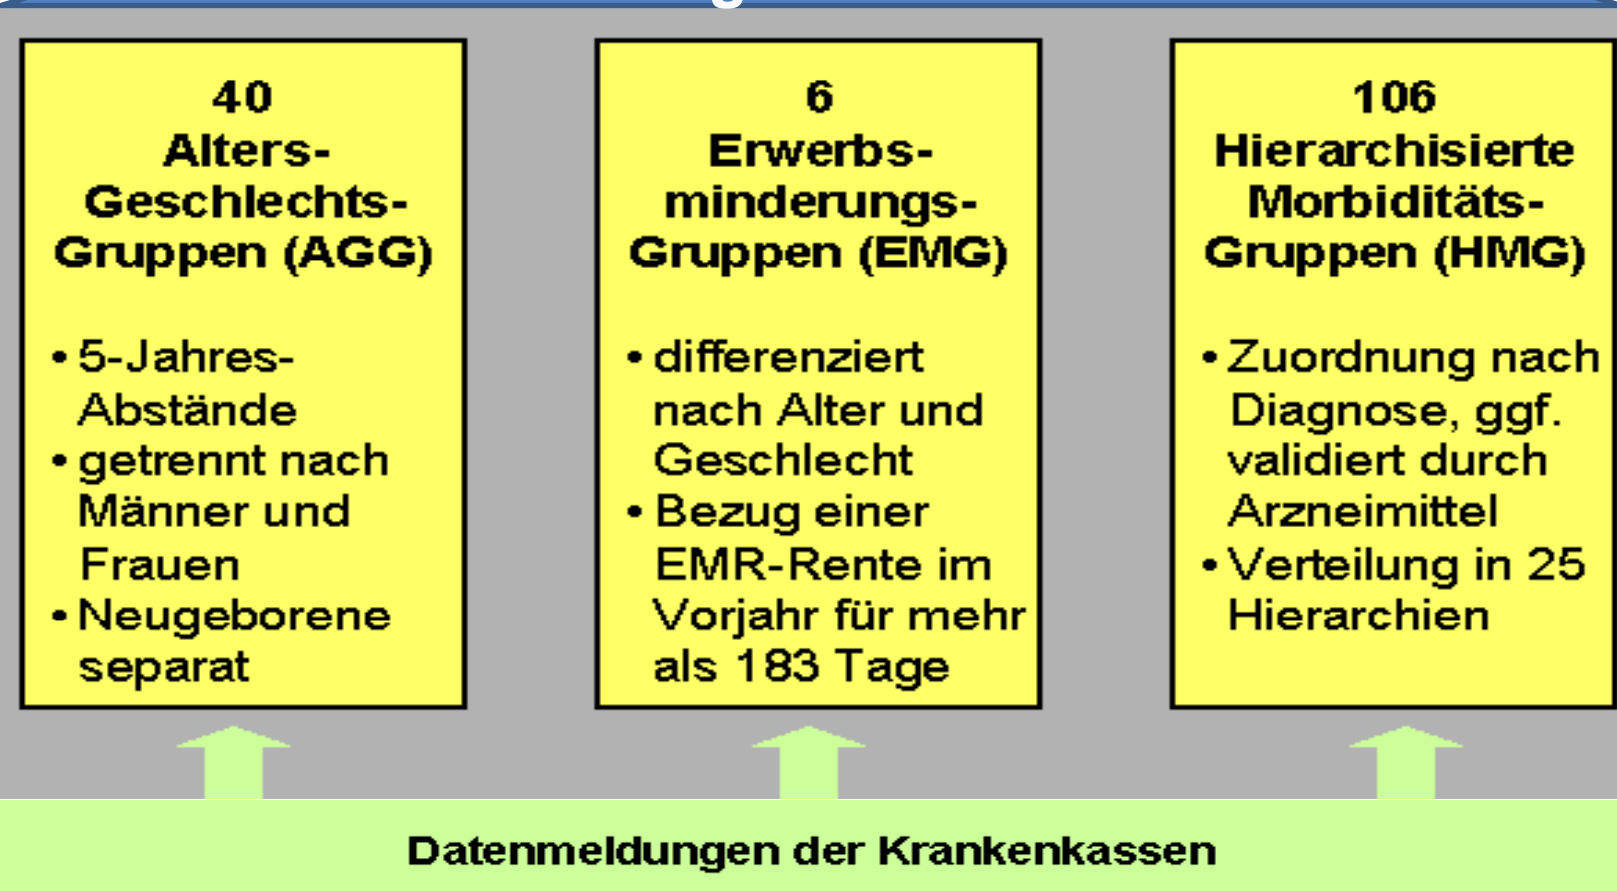 40
Alters-
Geschlechts-
Gruppen (AGG)
• 5-Jahres-
Abstände
• getrennt nach
Männer und
Frauen
• Neugeborene
separat
6
Erwerbs-
minderungs-
Gruppen (EMG)
• differenziert
nach Alter und
Geschlecht
• Bezug einer
EMR-Rente im
Vorjahr für mehr
als 183 Tage
106
Hierarchisierte
Morbiditäts-
Gruppen (HMG)
• Zuordnung nach
Diagnose, ggf.
validiert durch
Arzneimittel
• Verteilung in 25
Hierarchien
Datenmeldungen der Krankenkassen